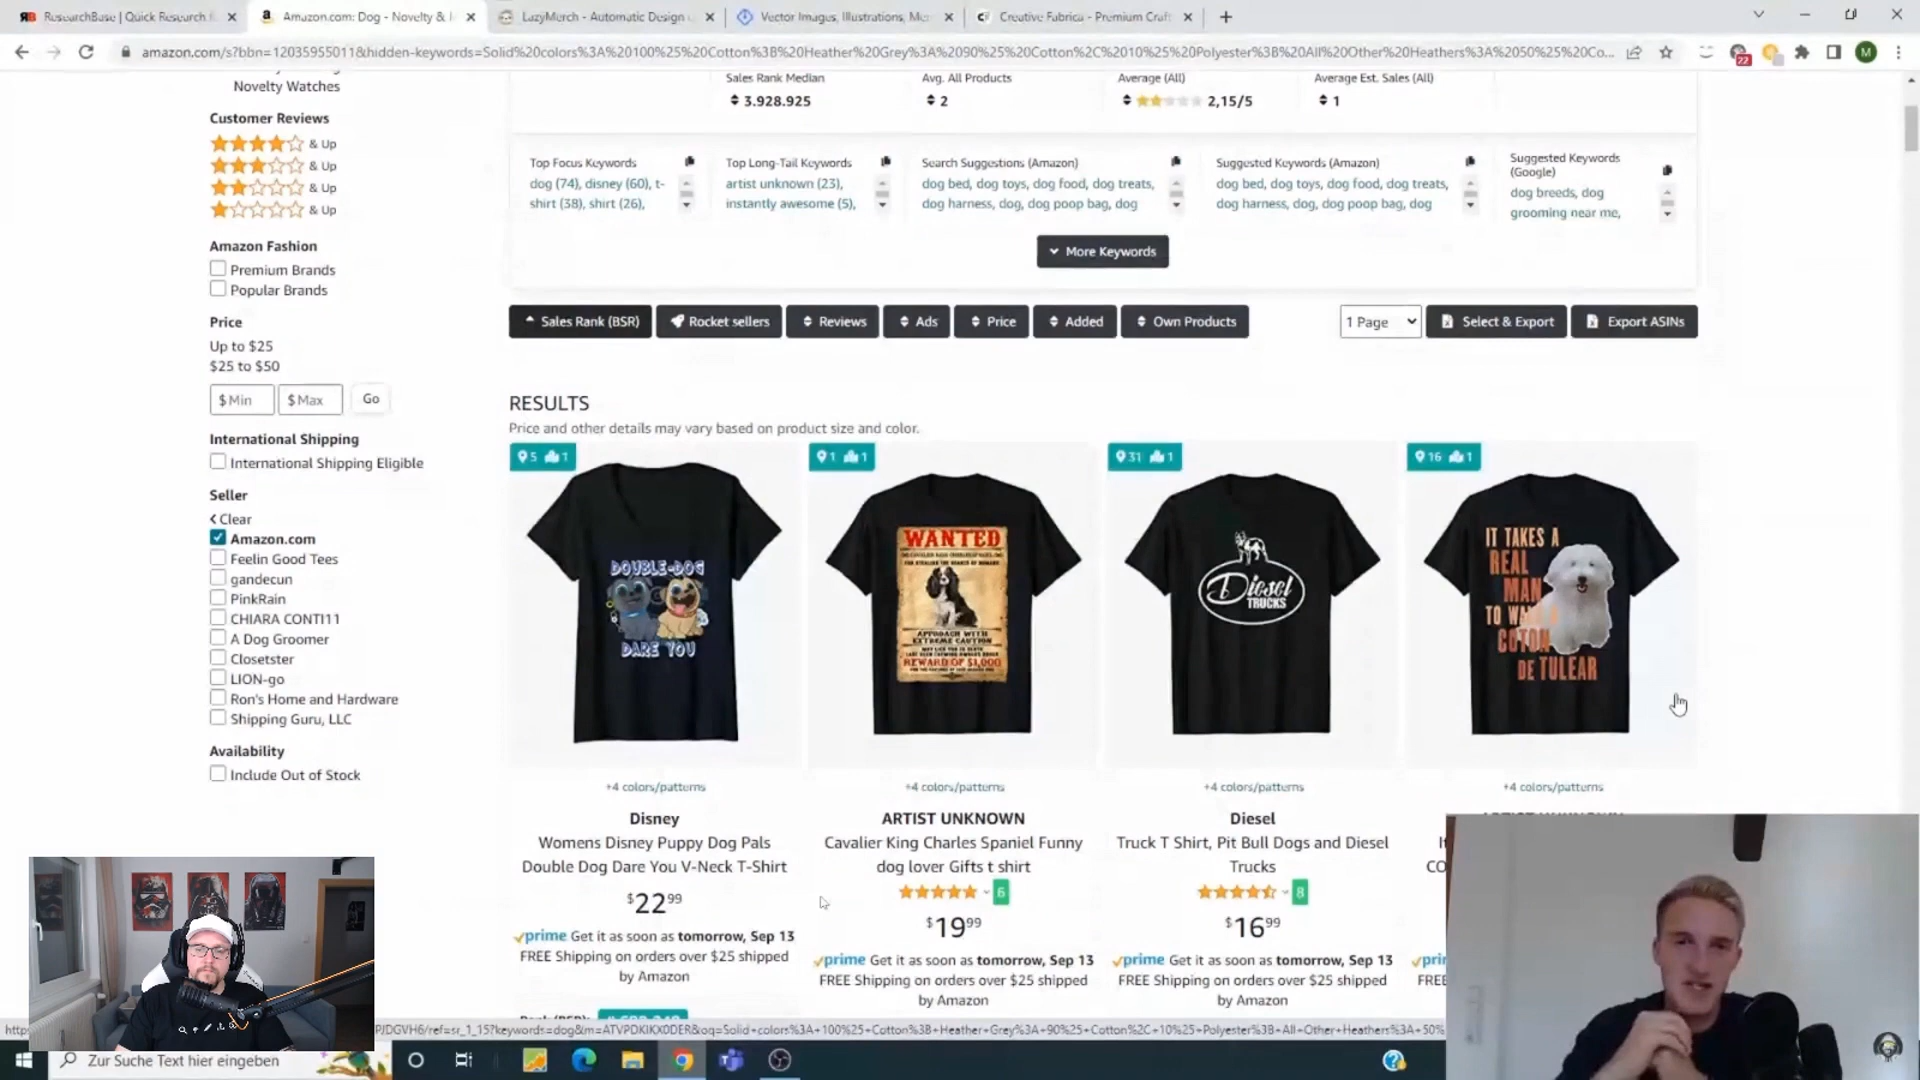 ResearchBase | Quick Research f
Amazon.com: Dog - Novelty & M
LazyMerch - Automatic Design u
Vector Images, Illustrations, Me
Creative Fabrica - Premium Craft
amazon.com/s?bbn=12035955011&hidden-keywords=Solid%20colors%3A%20100%25%20Cotton%3B%20Heather%20Grey%3A%2090%25%20Cotton%2C%2010%25%20Polyester%3B%20All%20Other%20Heathers%3A%2050%25%20Co...
22
M
Novelty Watches
Customer Reviews
& Up
& Up
& Up
& Up
Amazon Fashion
Premium Brands
Popular Brands
Price
Up to $25
$25 to $50
$ Min
$ Max
Go
International Shipping
International Shipping Eligible
Seller
Clear
Amazon.com
Feelin Good Tees
gandecun
PinkRain
CHIARA CONTI11
A Dog Groomer
Closetster
LION-go
Ron's Home and Hardware
Shipping Guru, LLC
Availability
Include Out of Stock
Sales Rank Median
3.928.925
Avg. All Products
2
Average (All)
2,15/5
Average Est. Sales (All)
1
Top Focus Keywords
dog (74), disney (60), t-
shirt (38), shirt (26),
Top Long-Tail Keywords
artist unknown (23),
instantly awesome (5),
Search Suggestions (Amazon)
dog bed, dog toys, dog food, dog treats,
dog harness, dog, dog poop bag, dog
Suggested Keywords (Amazon)
dog bed, dog toys, dog food, dog treats,
dog harness, dog, dog poop bag, dog
Suggested Keywords
(Google)
dog breeds, dog
grooming near me,
More Keywords
Sales Rank (BSR)
Rocket sellers
Reviews
Ads
Price
Added
Own Products
1 Page
Select & Export
Export ASINs
RESULTS
Price and other details may vary based on product size and color.
5 1
DOUBLE-DOG
DARE YOU
+4 colors/patterns
Disney
Womens Disney Puppy Dog Pals
Double Dog Dare You V-Neck T-Shirt
$22 99
prime Get it as soon as tomorrow, Sep 13
FREE Shipping on orders over $25 shipped
by Amazon
1 1
WANTED
APPROACH WITH
EXTREME CAUTION
REWARD OF $1,000
+4 colors/patterns
ARTIST UNKNOWN
Cavalier King Charles Spaniel Funny
dog lover Gifts t shirt
6
$19 99
prime Get it as soon as tomorrow, Sep 13
FREE Shipping on orders over $25 shipped
by Amazon
31 1
Diesel
TRUCKS
+4 colors/patterns
Diesel
Truck T Shirt, Pit Bull Dogs and Diesel
Trucks
8
$16 99
prime Get it as soon as tomorrow, Sep 13
FREE Shipping on orders over $25 shipped
by Amazon
16 1
IT TAKES A
REAL
MAN
COTON
DE TULEAR
+4 colors/patterns
Zur Suche Text hier eingeben